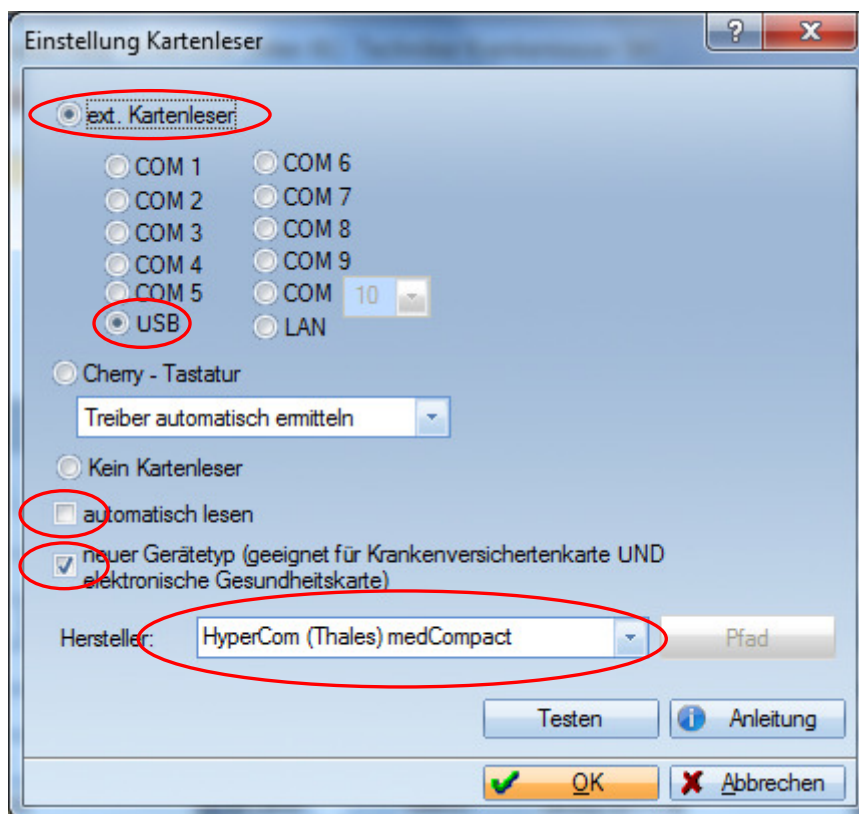 Einstellung Kartenleser
?
X
ext. Kartenleser
COM 1
COM 6
COM 2
COM 7
COM 3
COM 8
COM 4
COM 9
COM 5
COM 10
USB
LAN
Cherry - Tastatur
Treiber automatisch ermitteln
Kein Kartenleser
automatisch lesen
neuer Gerätetyp (geeignet für Krankenversichertenkarte UND
elektronische Gesundheitskarte)
Hersteller: HyperCom (Thales) medCompact Pfad
Testen
Anleitung
OK
Abbrechen